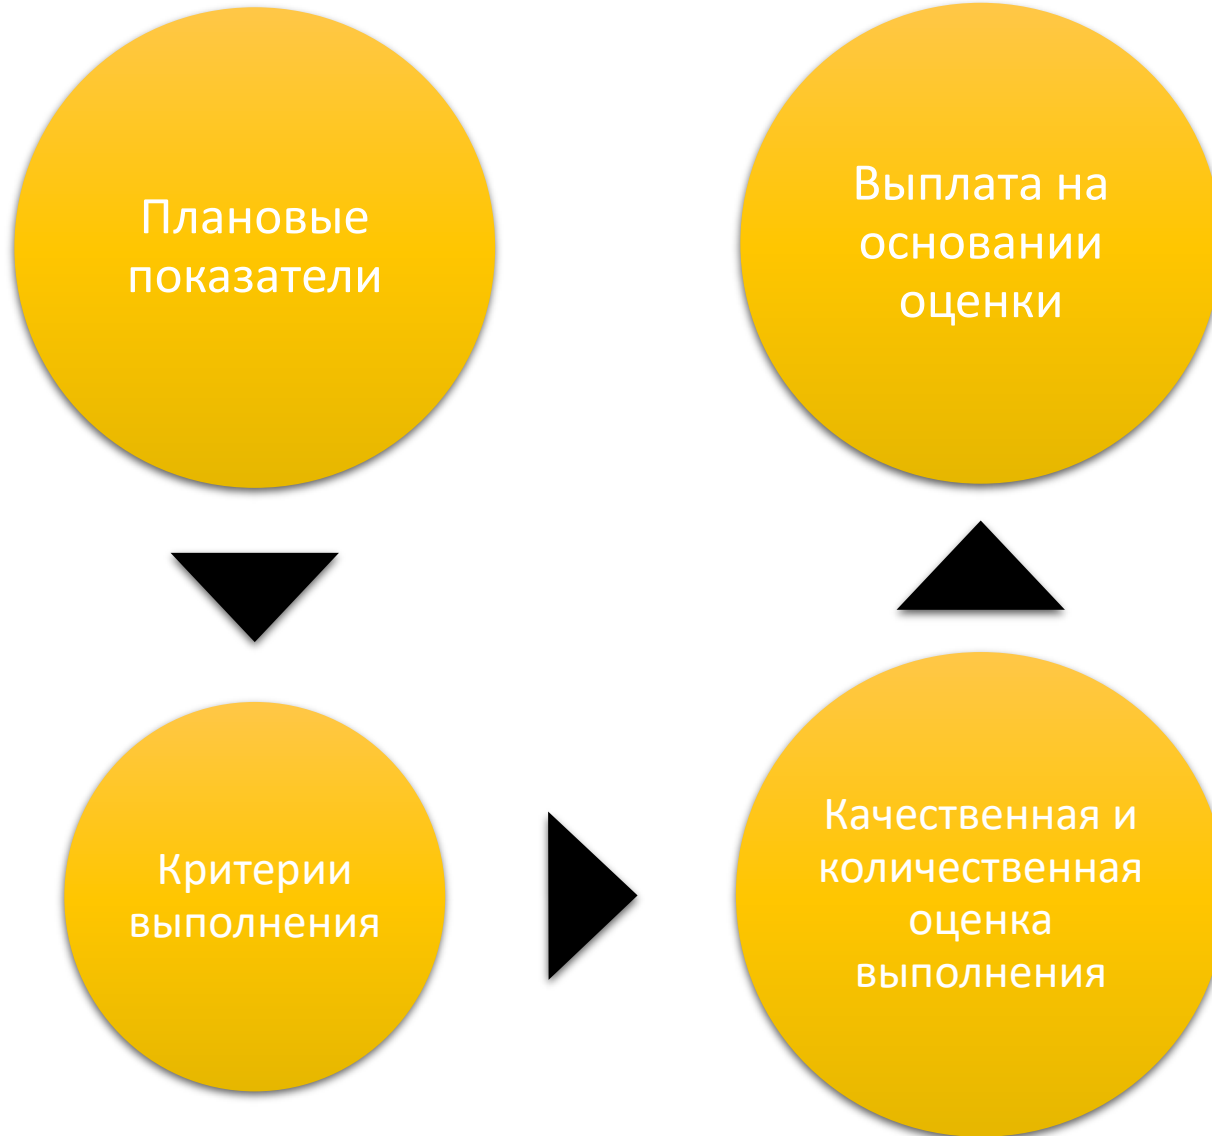 Плановые
показатели
Критерии
выполнения
Качественная и
количественная
оценка
выполнения
Выплата на
основании
оценки